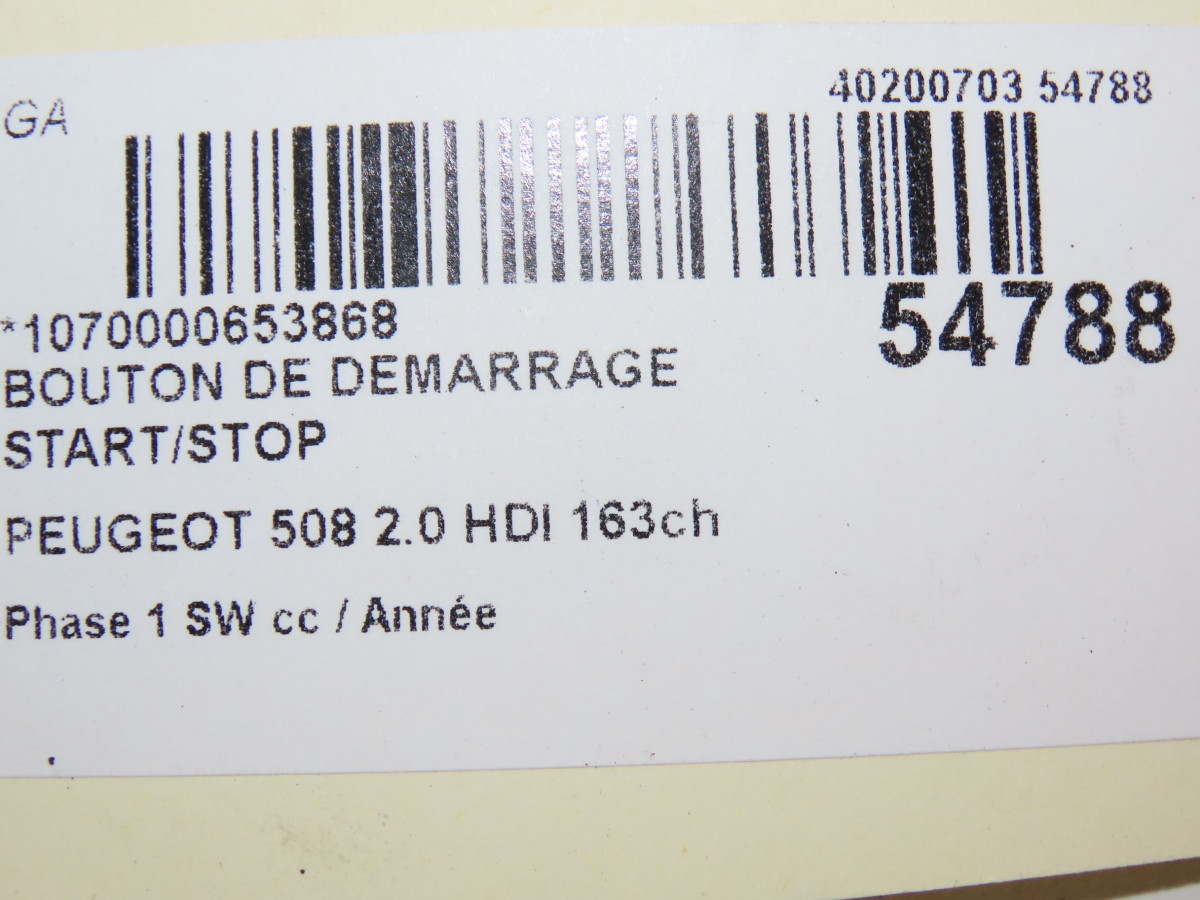 GA
40200703 54788
*1070000653868
54788
BOUTON DE DEMARRAGE
START/STOP
PEUGEOT 508 2.0 HDI 163ch
Phase 1 SW cc / Année